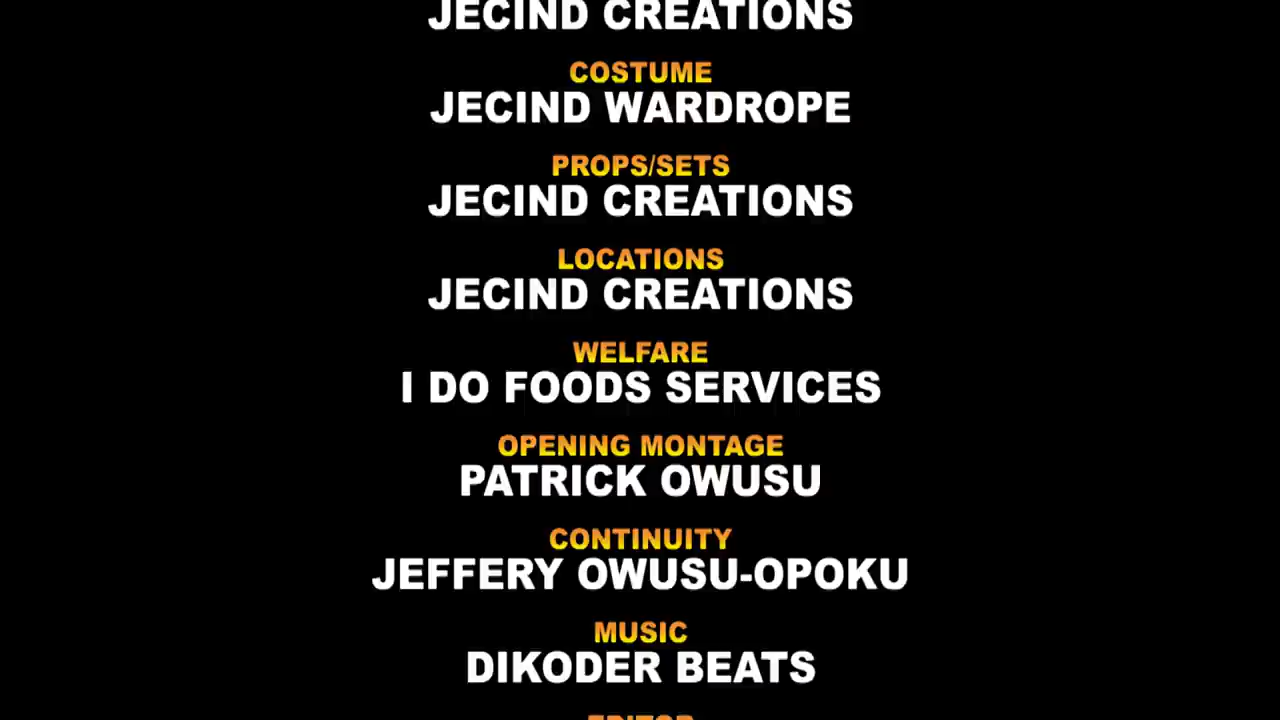 JECIND CREATIONS
COSTUME
JECIND WARDROPE
PROPS/SETS
JECIND CREATIONS
LOCATIONS
JECIND CREATIONS
WELFARE
I DO FOODS SERVICES
OPENING MONTAGE
PATRICK OWUSU
CONTINUITY
JEFFERY OWUSU-OPOKU
MUSIC
DIKODER BEATS
EDITOR